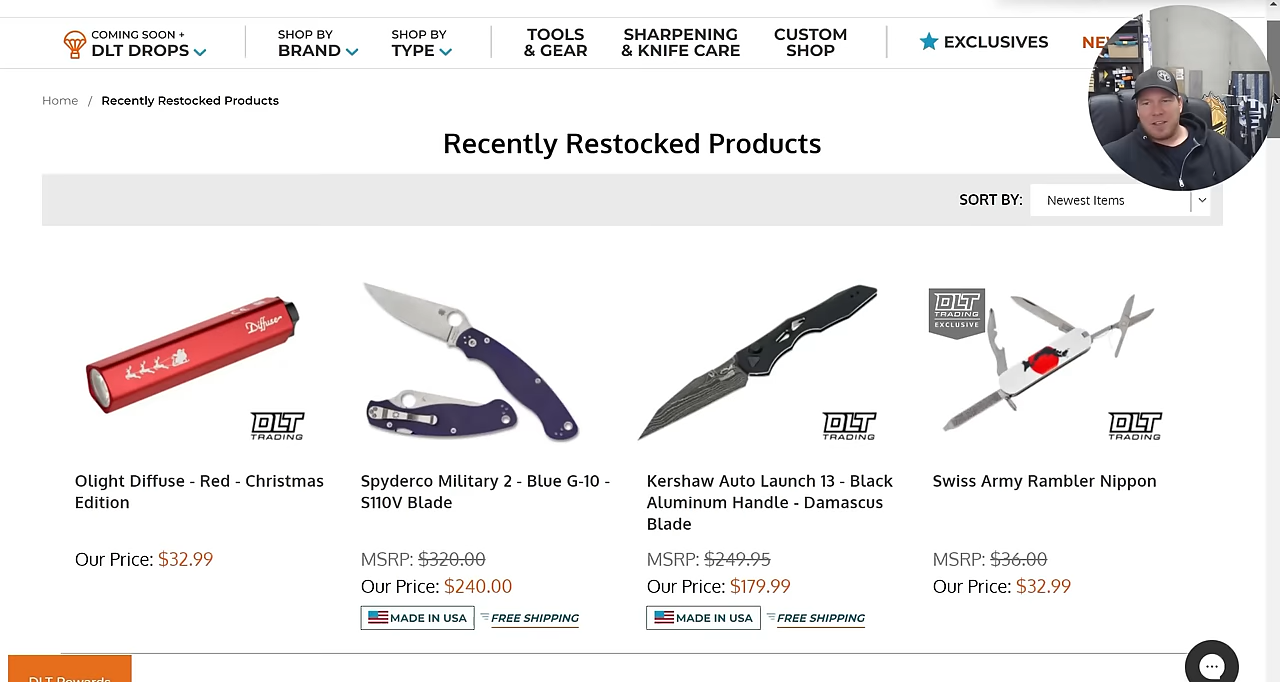 COMING SOON +
DLT DROPS
SHOP BY
BRAND
SHOP BY
TYPE
TOOLS
& GEAR
SHARPENING
& KNIFE CARE
CUSTOM
SHOP
EXCLUSIVES
Home / Recently Restocked Products
Recently Restocked Products
SORT BY: Newest Items
Diffuse
DLT
TRADING
DLT
TRADING
DLT
TRADING
EXCLUSIVE
DLT
TRADING
Olight Diffuse - Red - Christmas
Edition
Our Price: $32.99
Spyderco Military 2 - Blue G-10 -
S110V Blade
MSRP: $320.00
Our Price: $240.00
MADE IN USA FREE SHIPPING
Kershaw Auto Launch 13 - Black
Aluminum Handle - Damascus
Blade
MSRP: $249.95
Our Price: $179.99
MADE IN USA FREE SHIPPING
Swiss Army Rambler Nippon
MSRP: $36.00
Our Price: $32.99
DLT Rewards